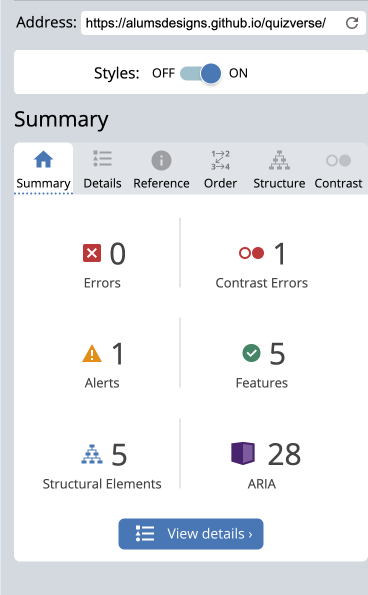 Address: https://alumsdesigns.github.io/quizverse/
Styles: OFF ON
Summary
Summary Details Reference Order Structure Contrast
0 1
Errors Contrast Errors
1 5
Alerts Features
5 28
Structural Elements ARIA
View details ›